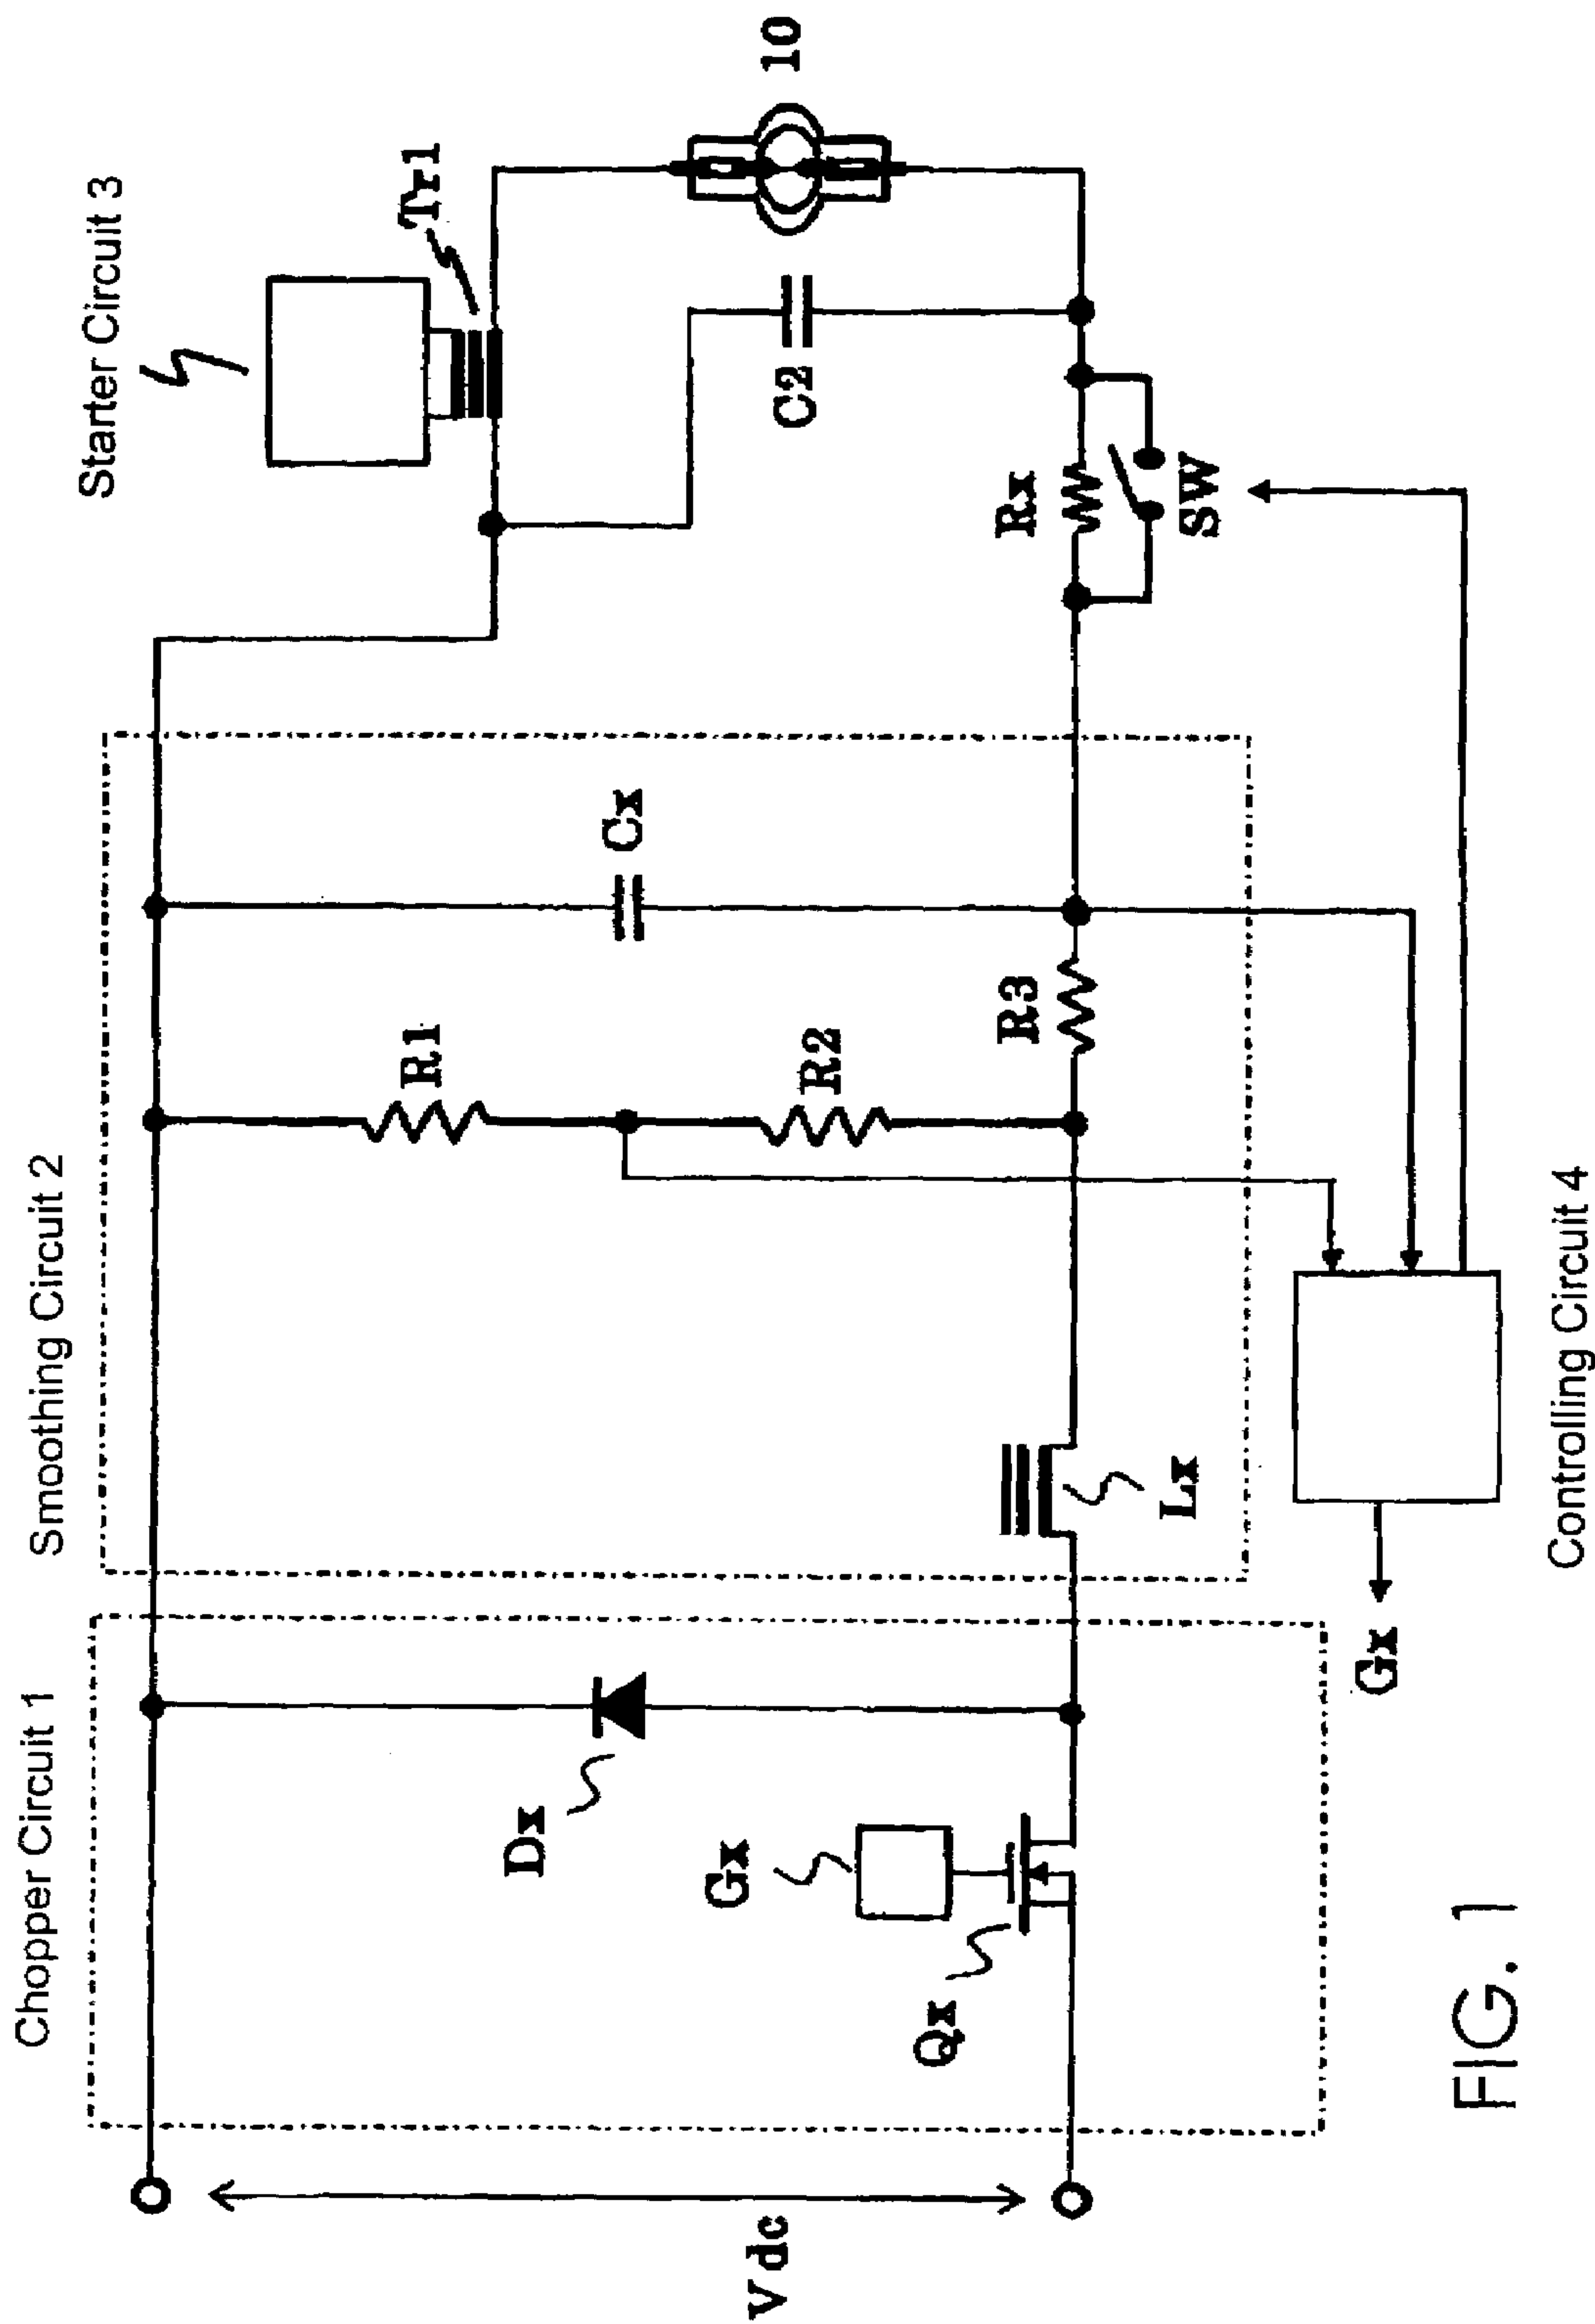 Chopper Circuit 1
Smoothing Circuit 2
Starter Circuit 3
Tr1
10
Vdc
Dx
Gx
Qx
Lx
R1
R2
R3
Cx
C2
Rx
SW
Gx
Controlling Circuit 4
FIG. 1